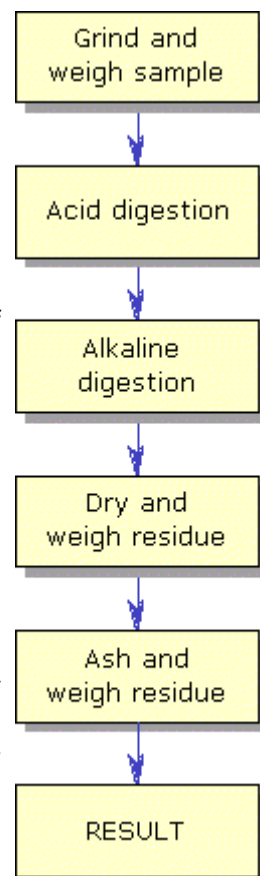 Grind and
weigh sample
Acid digestion
Alkaline
digestion
Dry and
weigh residue
Ash and
weigh residue
RESULT